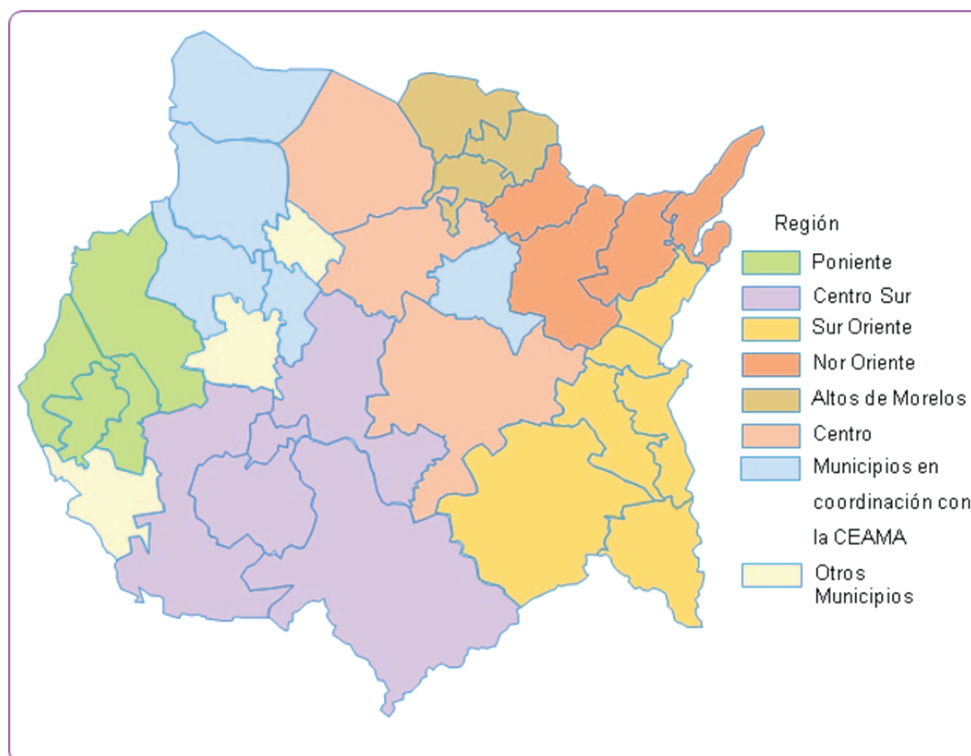 Región
Poniente
Centro Sur
Sur Oriente
Nor Oriente
Altos de Morelos
Centro
Municipios en
coordinación con
la CEAMA
Otros
Municipios